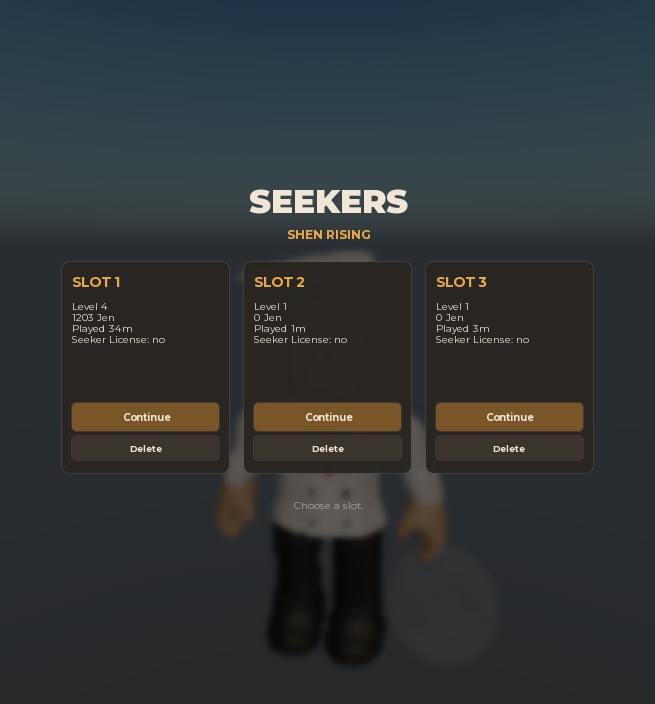 SEEKERS
SHEN RISING
SLOT 1
Level 4
1203 Jen
Played 34m
Seeker License: no
Continue
Delete
SLOT 2
Level 1
0 Jen
Played 1m
Seeker License: no
Continue
Delete
SLOT 3
Level 1
0 Jen
Played 3m
Seeker License: no
Continue
Delete
Choose a slot.